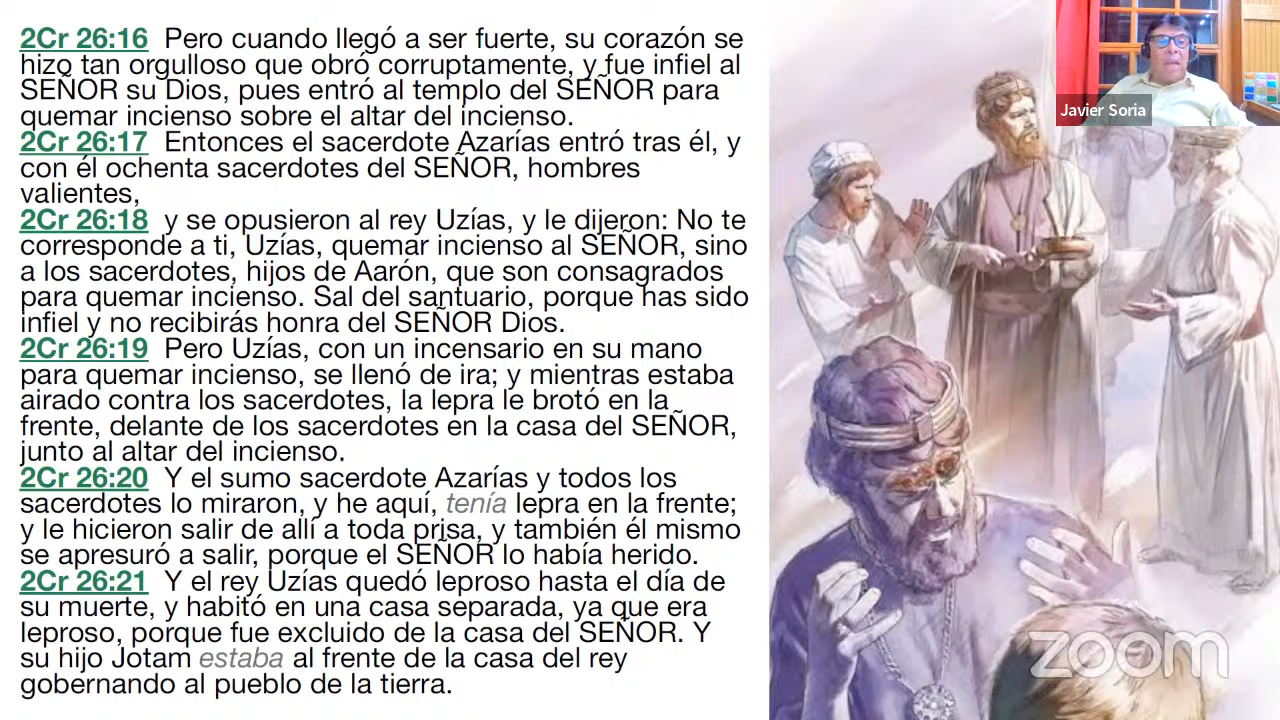 2Cr 26:16 Pero cuando llegó a ser fuerte, su corazón se
hizo tan orgulloso que obró corruptamente, y fue infiel al
SEÑOR su Dios, pues entró al templo del SEÑOR para
quemar incienso sobre el altar del incienso.
2Cr 26:17 Entonces el sacerdote Azarías entró tras él, y
con él ochenta sacerdotes del SEÑOR, hombres
valientes,
2Cr 26:18 y se opusieron al rey Uzías, y le dijeron: No te
corresponde a ti, Uzías, quemar incienso al SEÑOR, sino
a los sacerdotes, hijos de Aarón, que son consagrados
para quemar incienso. Sal del santuario, porque has sido
infiel y no recibirás honra del SEÑOR Dios.
2Cr 26:19 Pero Uzías, con un incensario en su mano
para quemar incienso, se llenó de ira; y mientras estaba
airado contra los sacerdotes, la lepra le brotó en la
frente, delante de los sacerdotes en la casa del SEÑOR,
junto al altar del incienso.
2Cr 26:20 Y el sumo sacerdote Azarías y todos los
sacerdotes lo miraron, y he aquí, tenía lepra en la frente;
y le hicieron salir de allí a toda prisa, y también él mismo
se apresuró a salir, porque el SEÑOR lo había herido.
2Cr 26:21 Y el rey Uzías quedó leproso hasta el día de
su muerte, y habitó en una casa separada, ya que era
leproso, porque fue excluido de la casa del SEÑOR. Y
su hijo Jotam estaba al frente de la casa del rey
gobernando al pueblo de la tierra.
Javier Soria
zoom